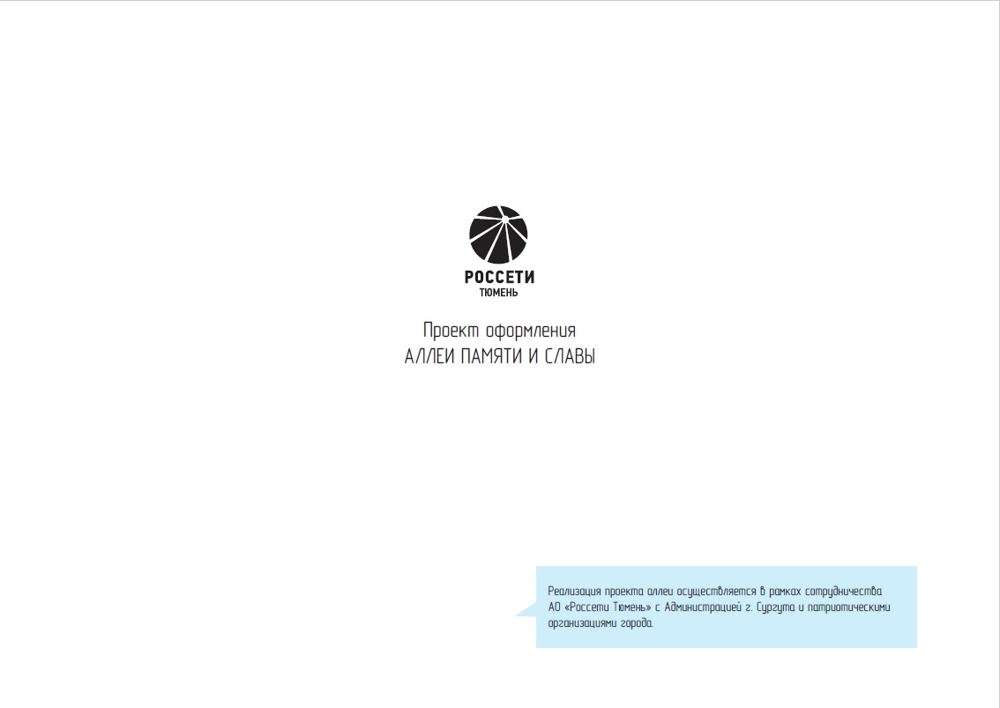 РОССЕТИ
ТЮМЕНЬ
Проект оформления
АЛЛЕИ ПАМЯТИ И СЛАВЫ
Реализация проекта аллеи осуществляется в рамках сотрудничества
АО «Россети Тюмень» с Администрацией г. Сургута и патриотическими
организациями города.